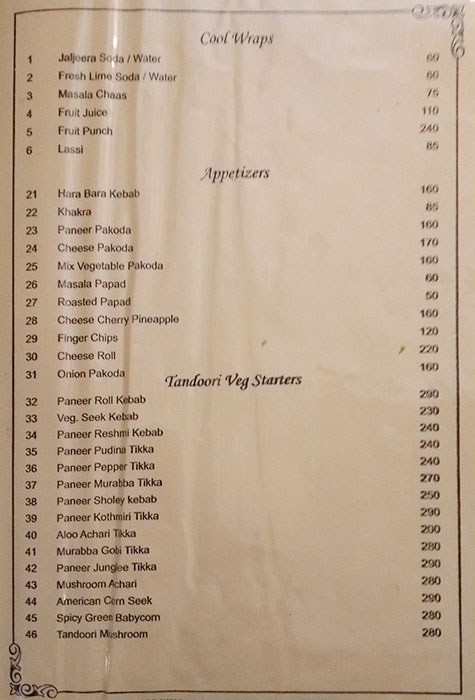 Cool Wraps
1 Jaljeera Soda / Water 60
2 Fresh Lime Soda / Water 60
3 Masala Chaas 75
4 Fruit Juice 110
5 Fruit Punch 240
6 Lassi 85
Appetizers
21 Hara Bara Kebab 160
22 Khakra 85
23 Paneer Pakoda 160
24 Cheese Pakoda 170
25 Mix Vegetable Pakoda 160
26 Masala Papad 60
27 Roasted Papad 50
28 Cheese Cherry Pineapple 160
29 Finger Chips 120
30 Cheese Roll 220
31 Onion Pakoda 160
Tandoori Veg Starters
32 Paneer Roll Kebab 290
33 Veg. Seek Kebab 230
34 Paneer Reshmi Kebab 240
35 Paneer Pudina Tikka 240
36 Paneer Pepper Tikka 240
37 Paneer Murabba Tikka 270
38 Paneer Sholey kebab 250
39 Paneer Kothmiri Tikka 290
40 Aloo Achari Tikka 200
41 Murabba Gobi Tikka 280
42 Paneer Junglee Tikka 290
43 Mushroom Achari 280
44 American Corn Seek 290
45 Spicy Green Babycorn 280
46 Tandoori Mushroom 280